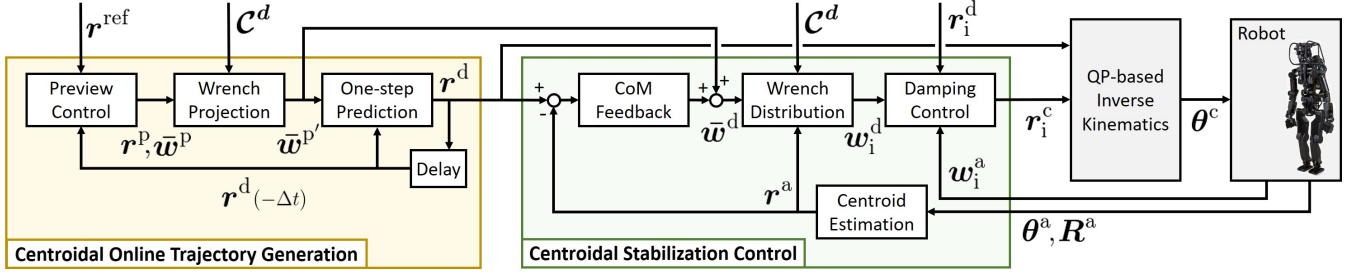 r^ref
C^d
C^d
r_i^d
Robot
Preview
Control
Wrench
Projection
One-step
Prediction
r^d
+
-
CoM
Feedback
+
+
Wrench
Distribution
Damping
Control
QP-based
Inverse
Kinematics
r^p, w̄^p
w̄^p′
w̄^d
w_i^d
r_i^c
θ^c
Delay
r^d (−Δt)
r^a
w_i^a
Centroid
Estimation
θ^a, R^a
Centroidal Online Trajectory Generation
Centroidal Stabilization Control